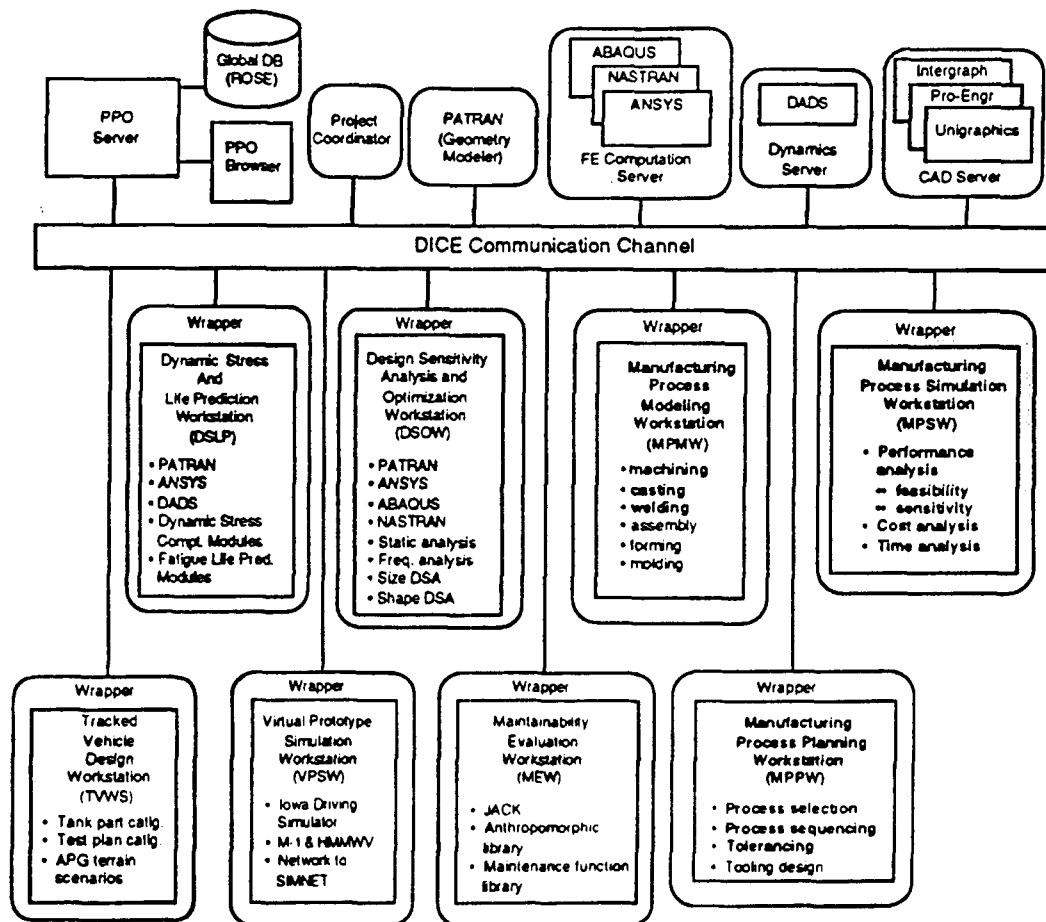 Global DB
(ROSE)
PPO
Server
PPO
Browser
Project
Coordinator
PATRAN
(Geometry
Modeler)
ABAQUS
NASTRAN
ANSYS
FE Computation
Server
DADS
Dynamics
Server
Intergraph
Pro-Engr
Unigraphics
CAD Server
DICE Communication Channel
Wrapper
Dynamic Stress
And
Life Prediction
Workstation
(DSLP)
• PATRAN
• ANSYS
• DADS
• Dynamic Stress
Compt. Modules
• Fatigue Life Pred.
Modules
Wrapper
Design Sensitivity
Analysis and
Optimization
Workstation
(DSOW)
• PATRAN
• ANSYS
• ABAQUS
• NASTRAN
• Static analysis
• Freq. analysis
• Size DSA
• Shape DSA
Wrapper
Manufacturing
Process
Modeling
Workstation
(MPMW)
• machining
• casting
• welding
• assembly
• forming
• molding
Wrapper
Manufacturing
Process Simulation
Workstation
(MPSW)
• Performance
analysis
∞ feasibility
∞ sensitivity
• Cost analysis
• Time analysis
Wrapper
Tracked
Vehicle
Design
Workstation
(TVWS)
• Tank part catlg.
• Test plan catlg.
• APG terrain
scenarios
Wrapper
Virtual Prototype
Simulation
Workstation
(VPSW)
• Iowa Driving
Simulator
• M-1 & HMMWV
• Network to
SIMNET
Wrapper
Maintainability
Evaluation
Workstation
(MEW)
• JACK
• Anthropomorphic
library
• Maintenance function
library
Wrapper
Manufacturing
Process Planning
Workstation
(MPPW)
• Process selection
• Process sequencing
• Tolerancing
• Tooling design